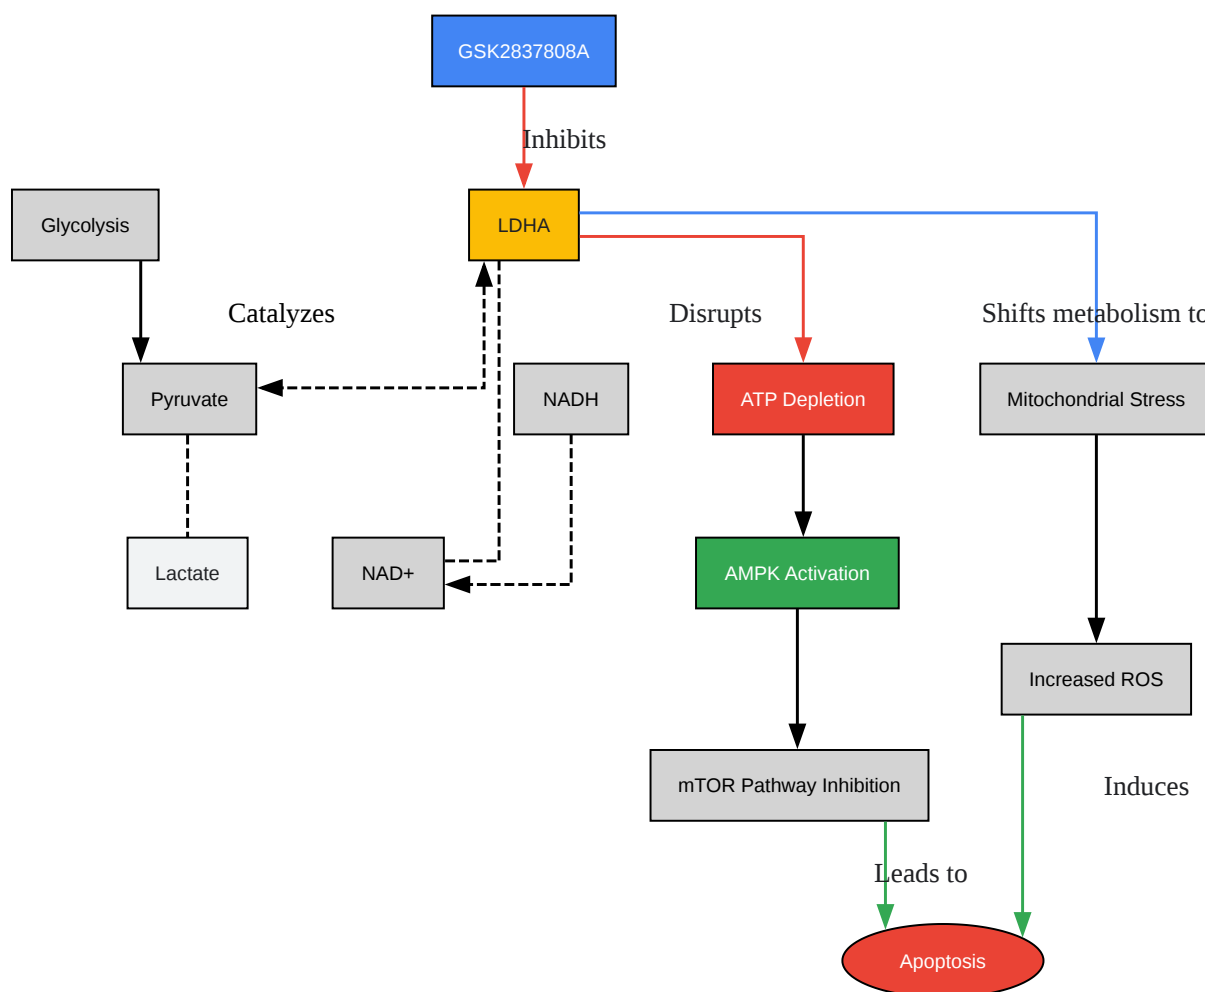 GSK2837808A
Inhibits
Glycolysis
LDHA
Catalyzes
Disrupts
Shifts metabolism to
Pyruvate
NADH
ATP Depletion
Mitochondrial Stress
Lactate
NAD+
AMPK Activation
Increased ROS
mTOR Pathway Inhibition
Induces
Leads to
Apoptosis